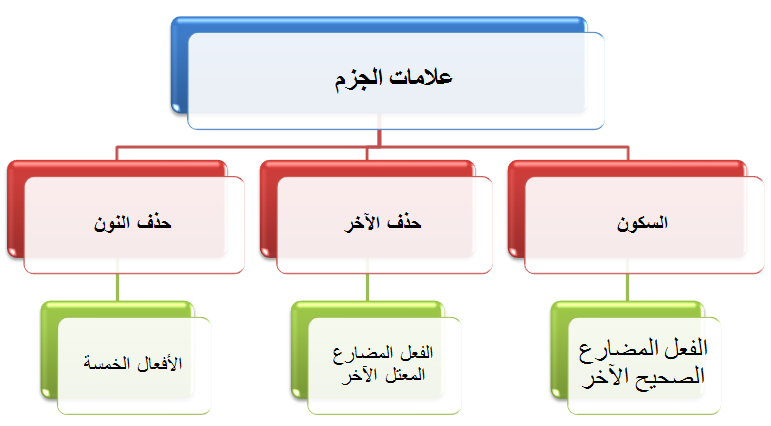 علامات الجزم
السكون
حذف الآخر
حذف النون
الفعل المضارع
الصحيح الآخر
الفعل المضارع
المعتل الآخر
الأفعال الخمسة